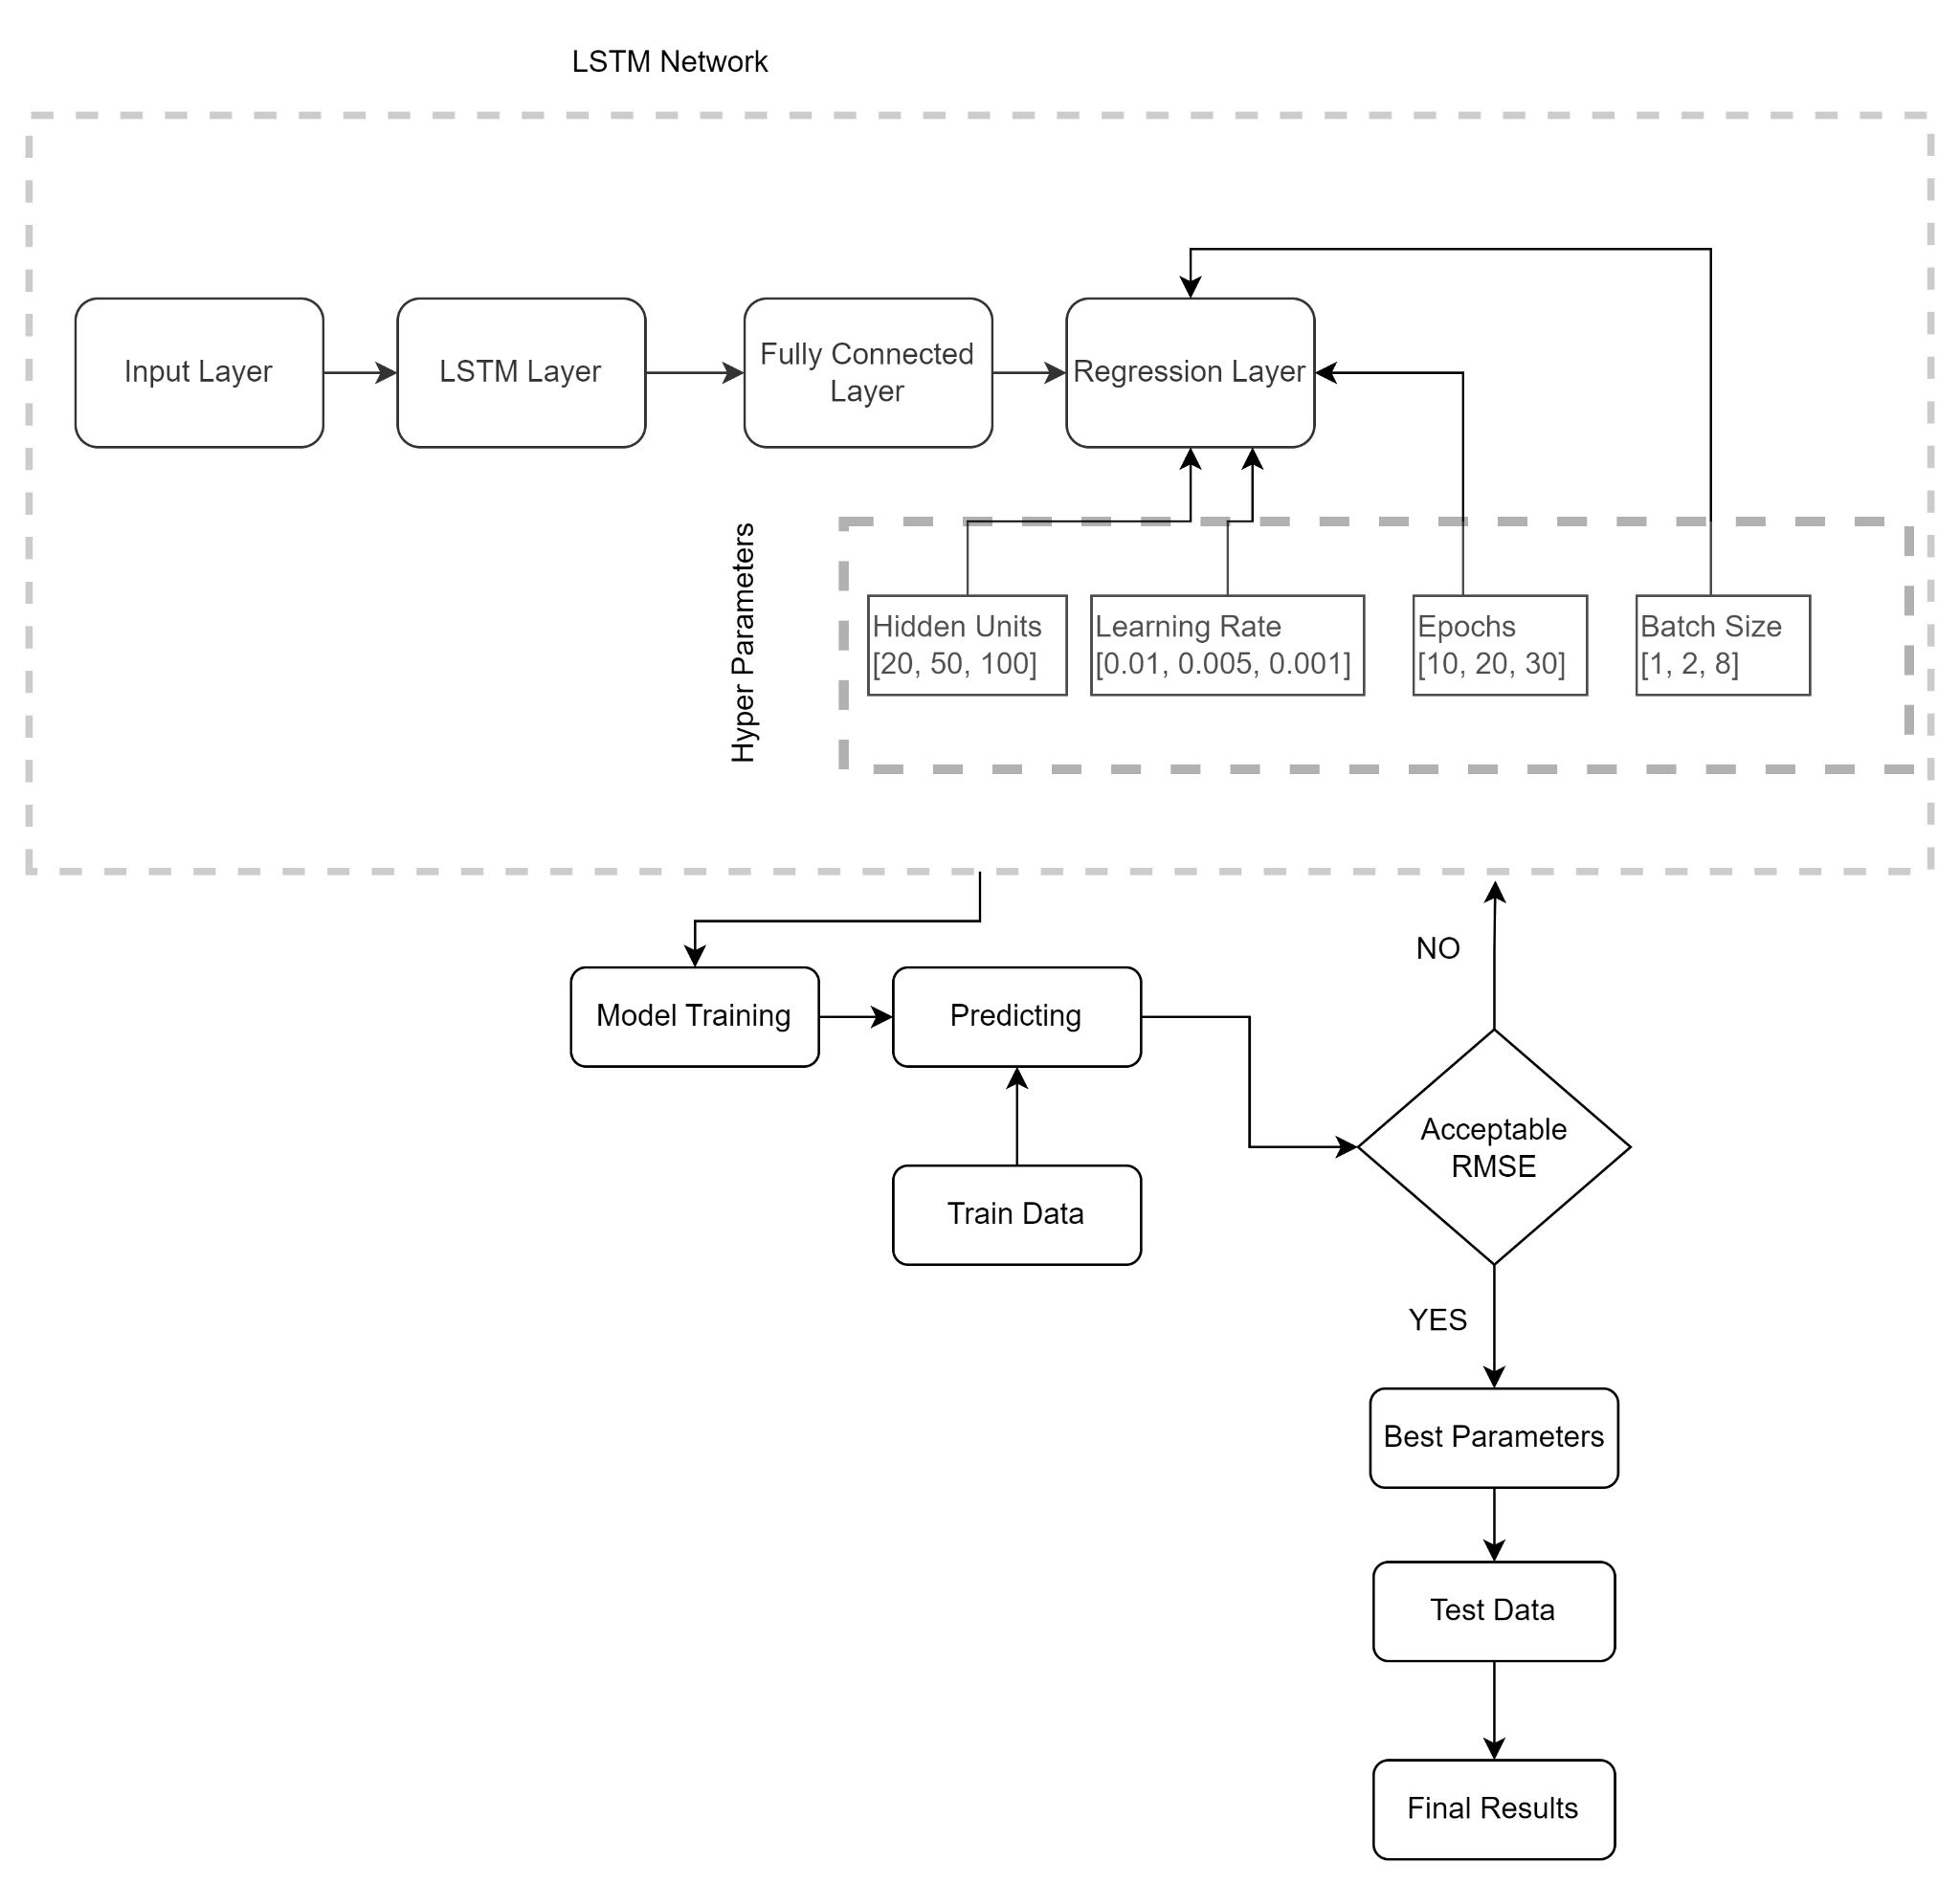 LSTM Network
Input Layer
LSTM Layer
Fully Connected
Layer
Regression Layer
Hyper Parameters
Hidden Units
[20, 50, 100]
Learning Rate
[0.01, 0.005, 0.001]
Epochs
[10, 20, 30]
Batch Size
[1, 2, 8]
NO
Model Training
Predicting
Acceptable
RMSE
Train Data
YES
Best Parameters
Test Data
Final Results